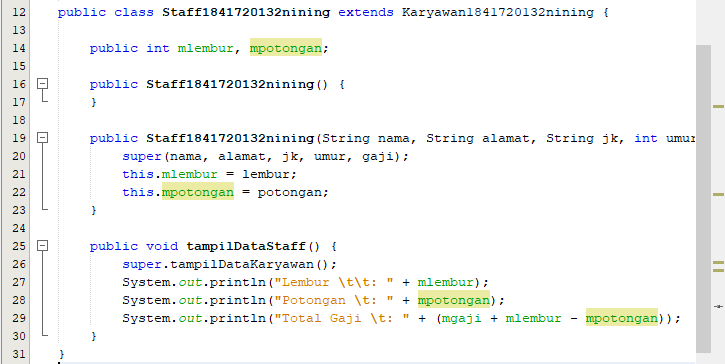 12 public class Staff1841720132nining extends Karyawan1841720132nining {
13
14 public int mlembur, mpotongan;
15
16 public Staff1841720132nining() {
17 }
18
19 public Staff1841720132nining(String nama, String alamat, String jk, int umur
20 super(nama, alamat, jk, umur, gaji);
21 this.mlembur = lembur;
22 this.mpotongan = potongan;
23 }
24
25 public void tampilDataStaff() {
26 super.tampilDataKaryawan();
27 System.out.println("Lembur \t\t: " + mlembur);
28 System.out.println("Potongan \t: " + mpotongan);
29 System.out.println("Total Gaji \t: " + (mgaji + mlembur - mpotongan));
30 }
31 }